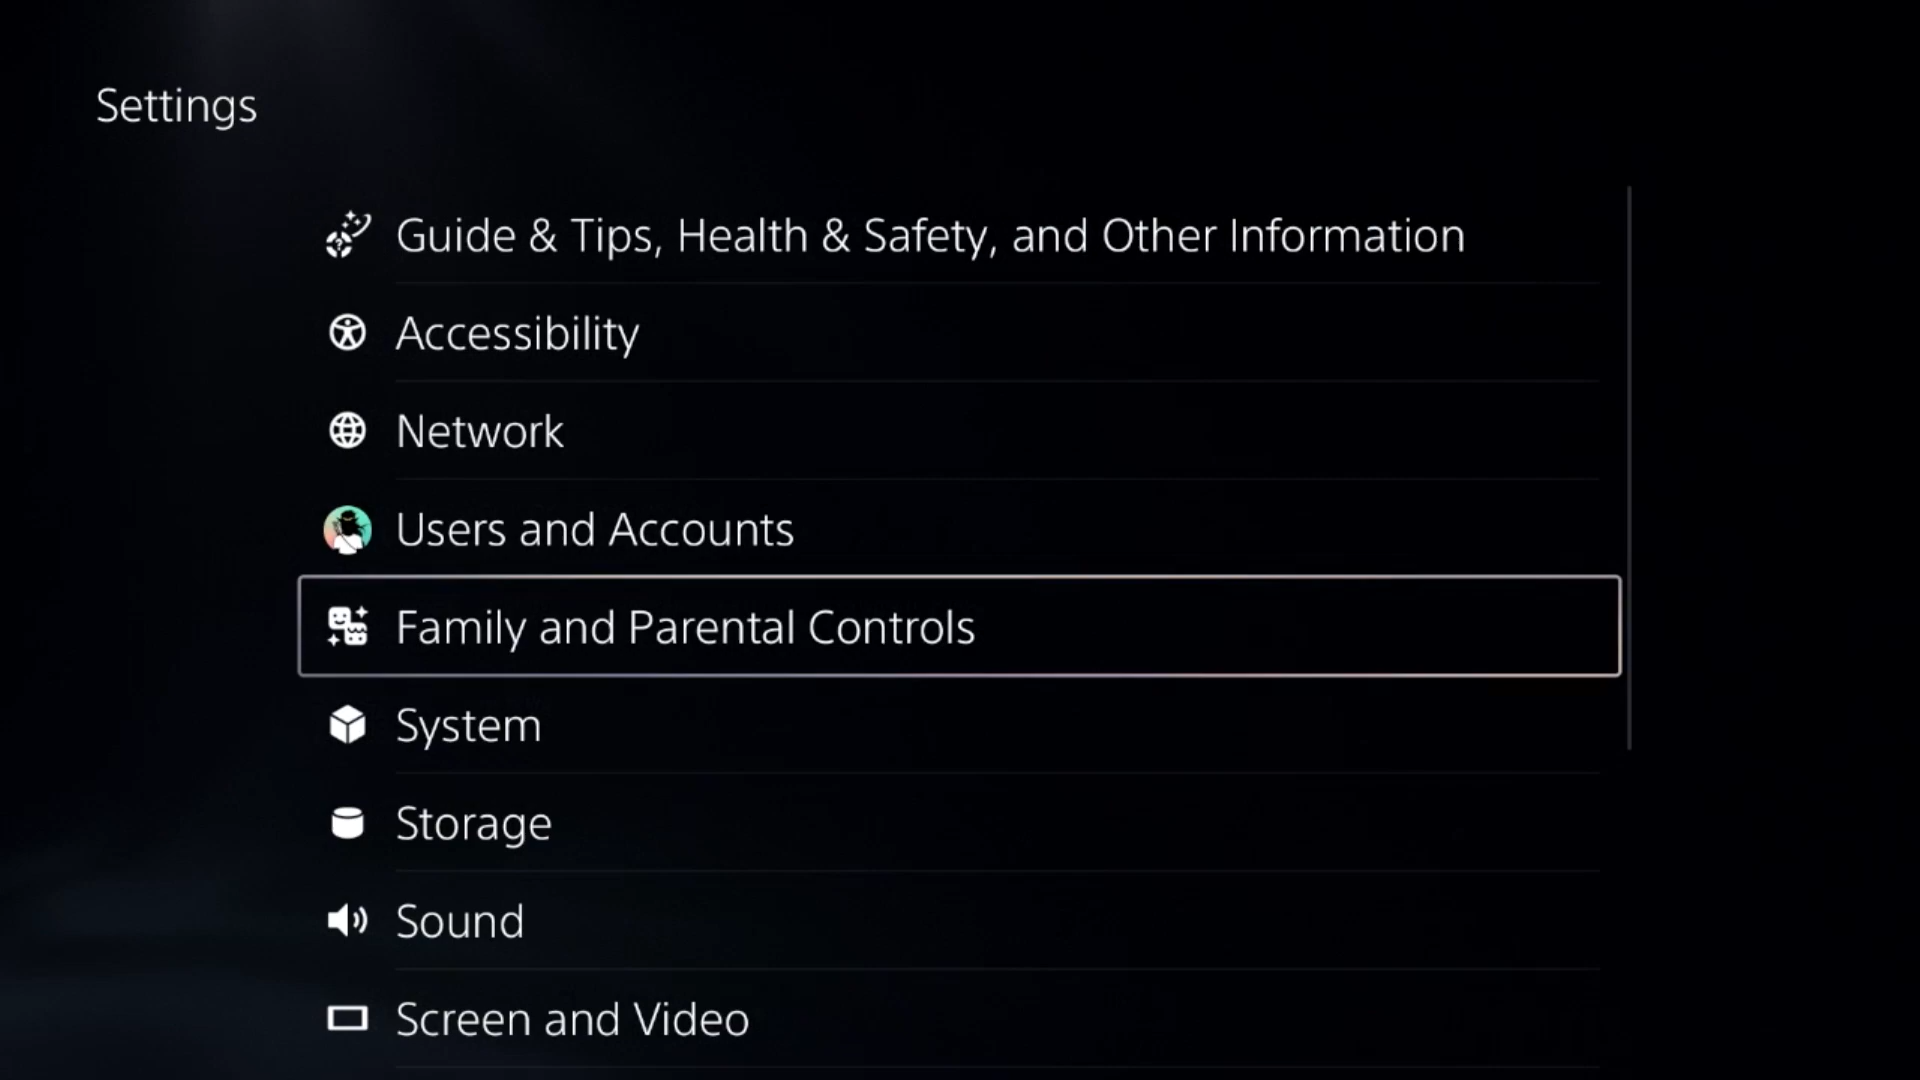 Settings
Guide & Tips, Health & Safety, and Other Information
Accessibility
Network
Users and Accounts
Family and Parental Controls
System
Storage
Sound
Screen and Video